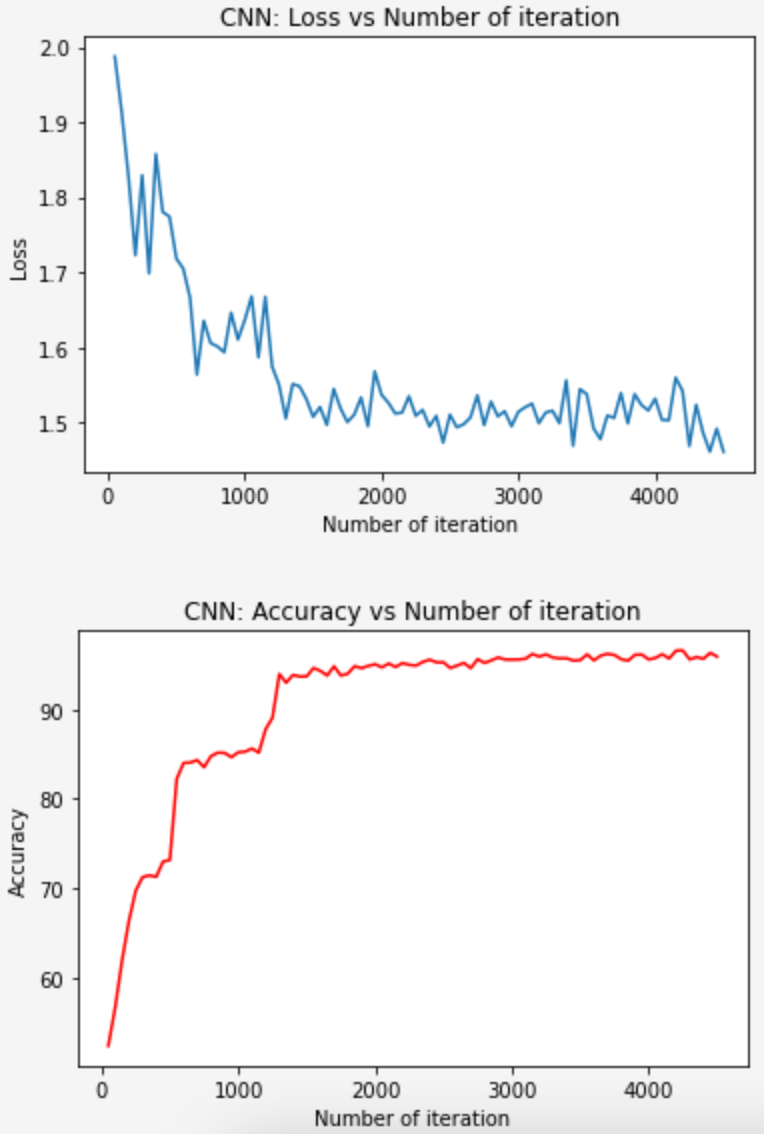 CNN: Loss vs Number of iteration
2.0
1.9
1.8
1.7
1.6
1.5
Loss
0 1000 2000 3000 4000
Number of iteration
CNN: Accuracy vs Number of iteration
90
80
70
60
Accuracy
0 1000 2000 3000 4000
Number of iteration